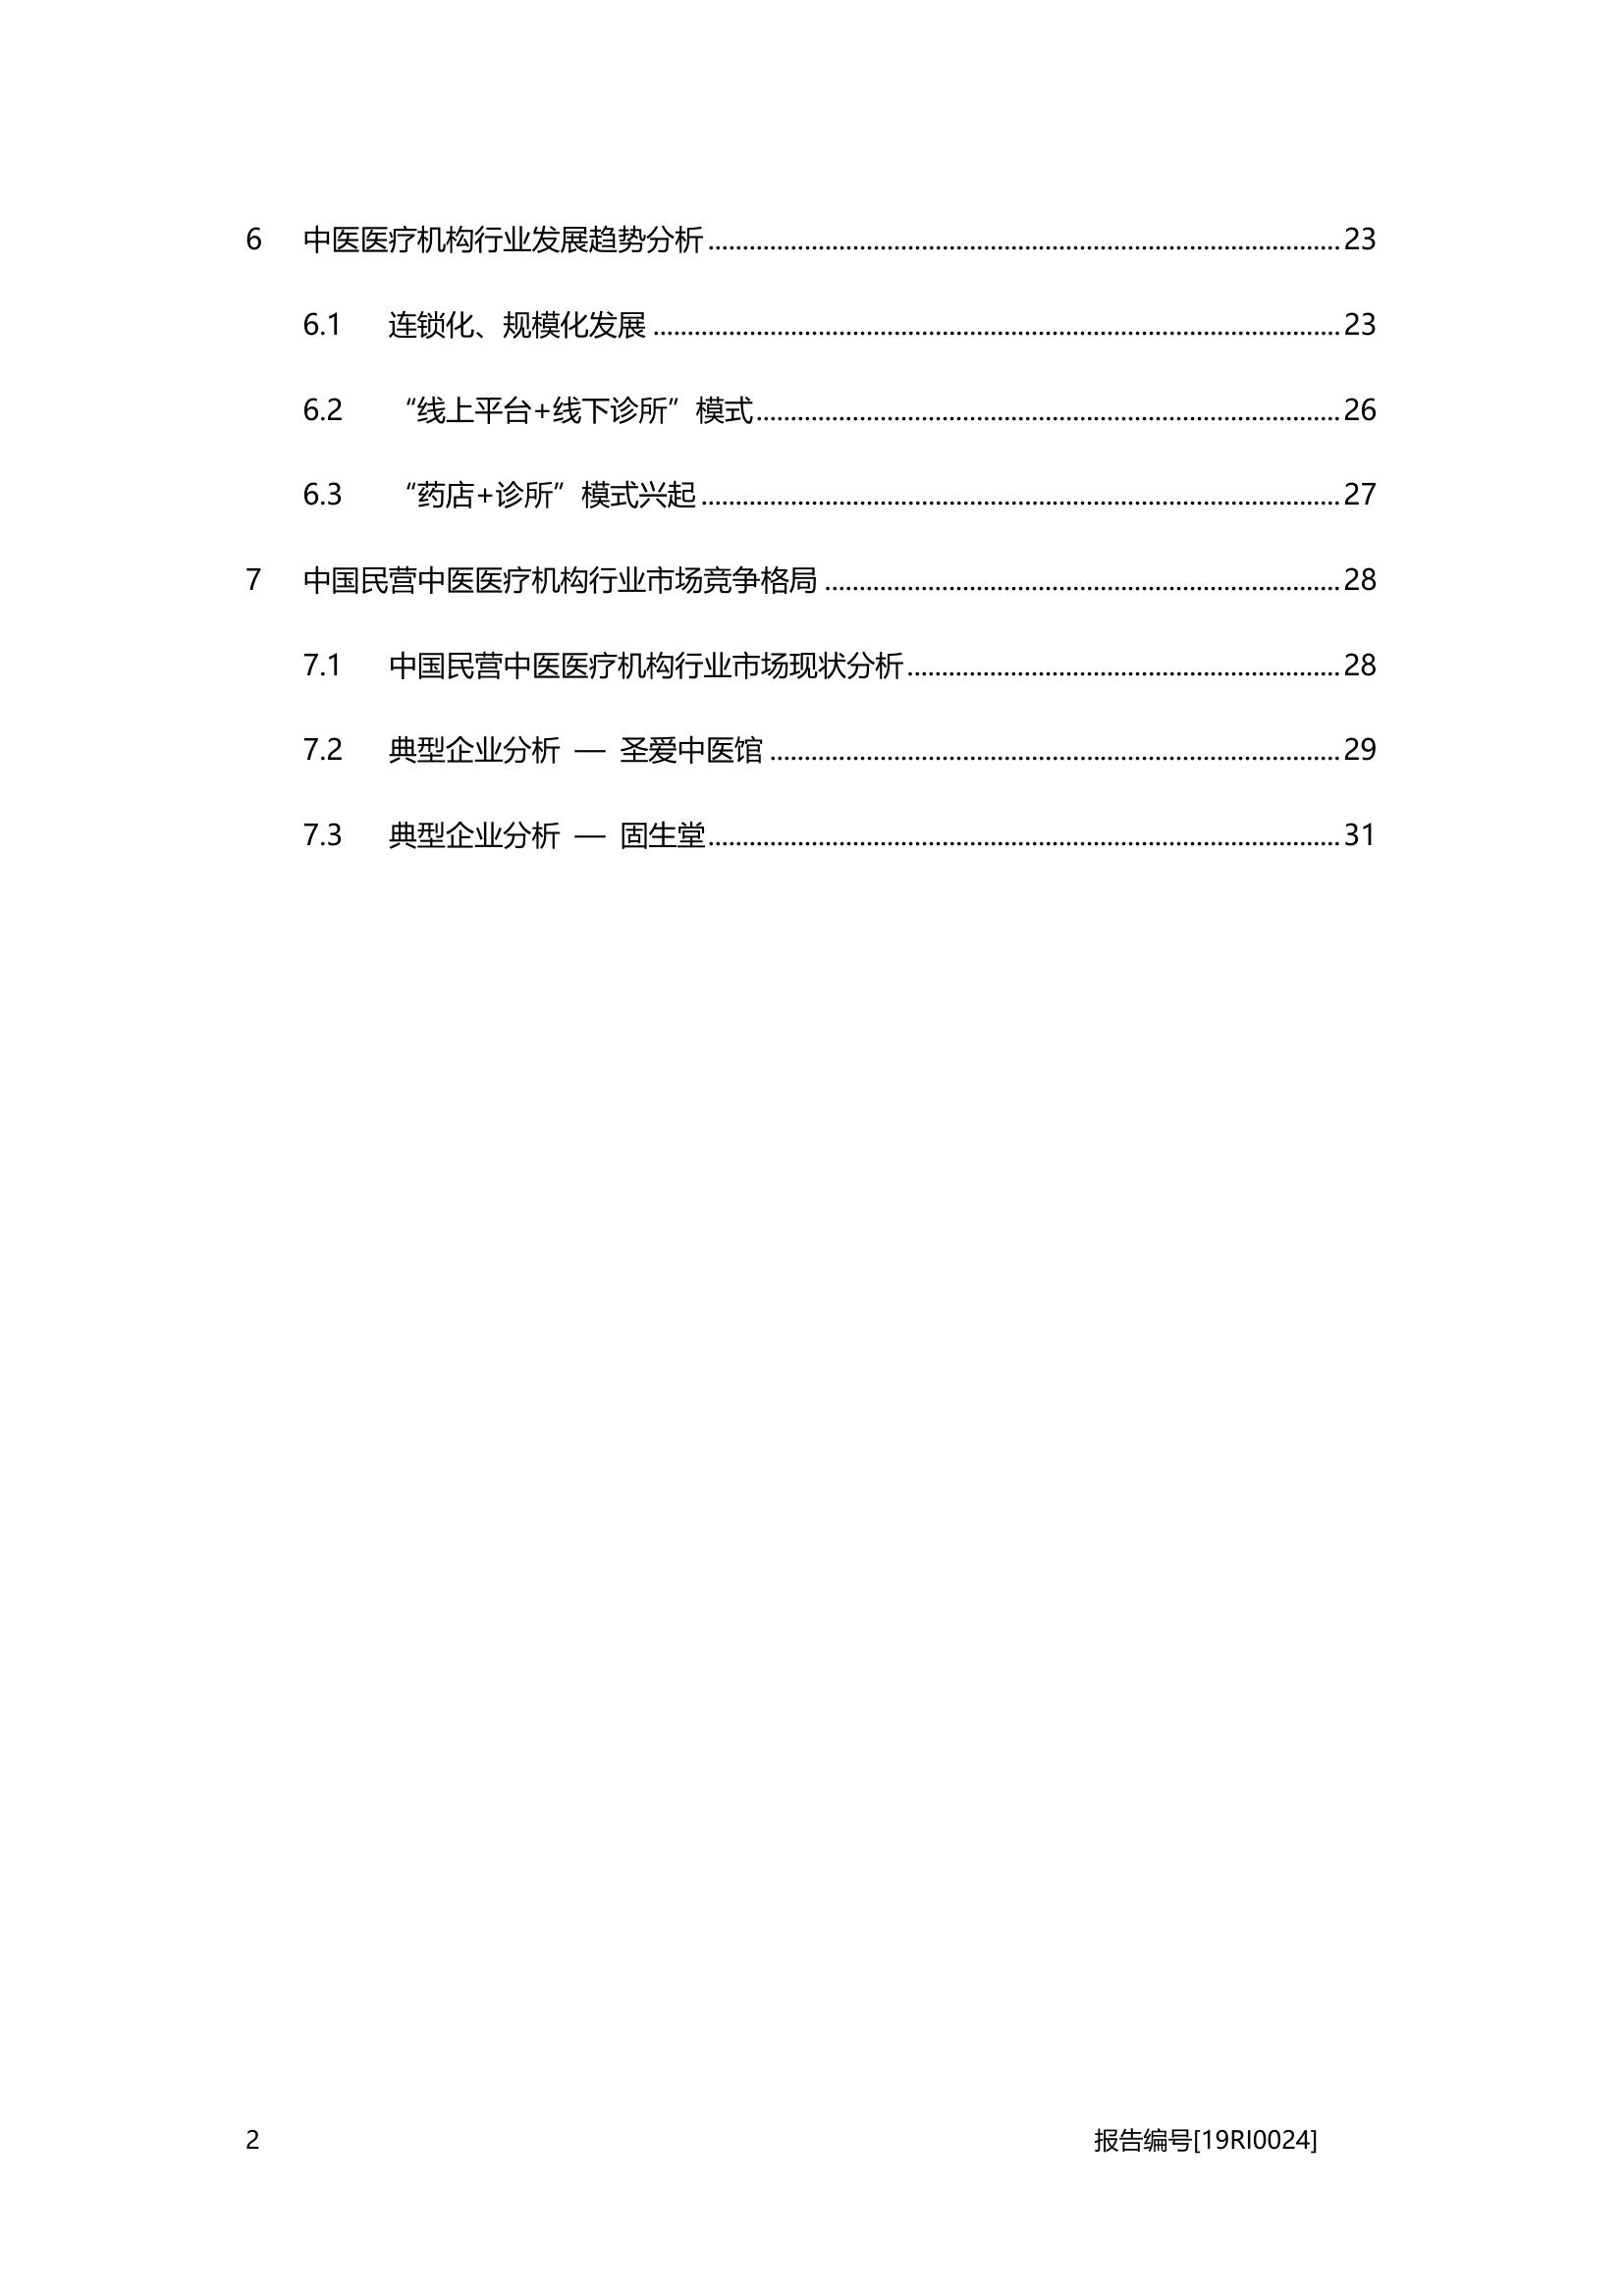 6 中医医疗机构行业发展趋势分析 23
6.1 连锁化、规模化发展 23
6.2 “线上平台+线下诊所”模式 26
6.3 “药店+诊所”模式兴起 27
7 中国民营中医医疗机构行业市场竞争格局 28
7.1 中国民营中医医疗机构行业市场现状分析 28
7.2 典型企业分析 — 圣爱中医馆 29
7.3 典型企业分析 — 固生堂 31
2 报告编号[19RI0024]